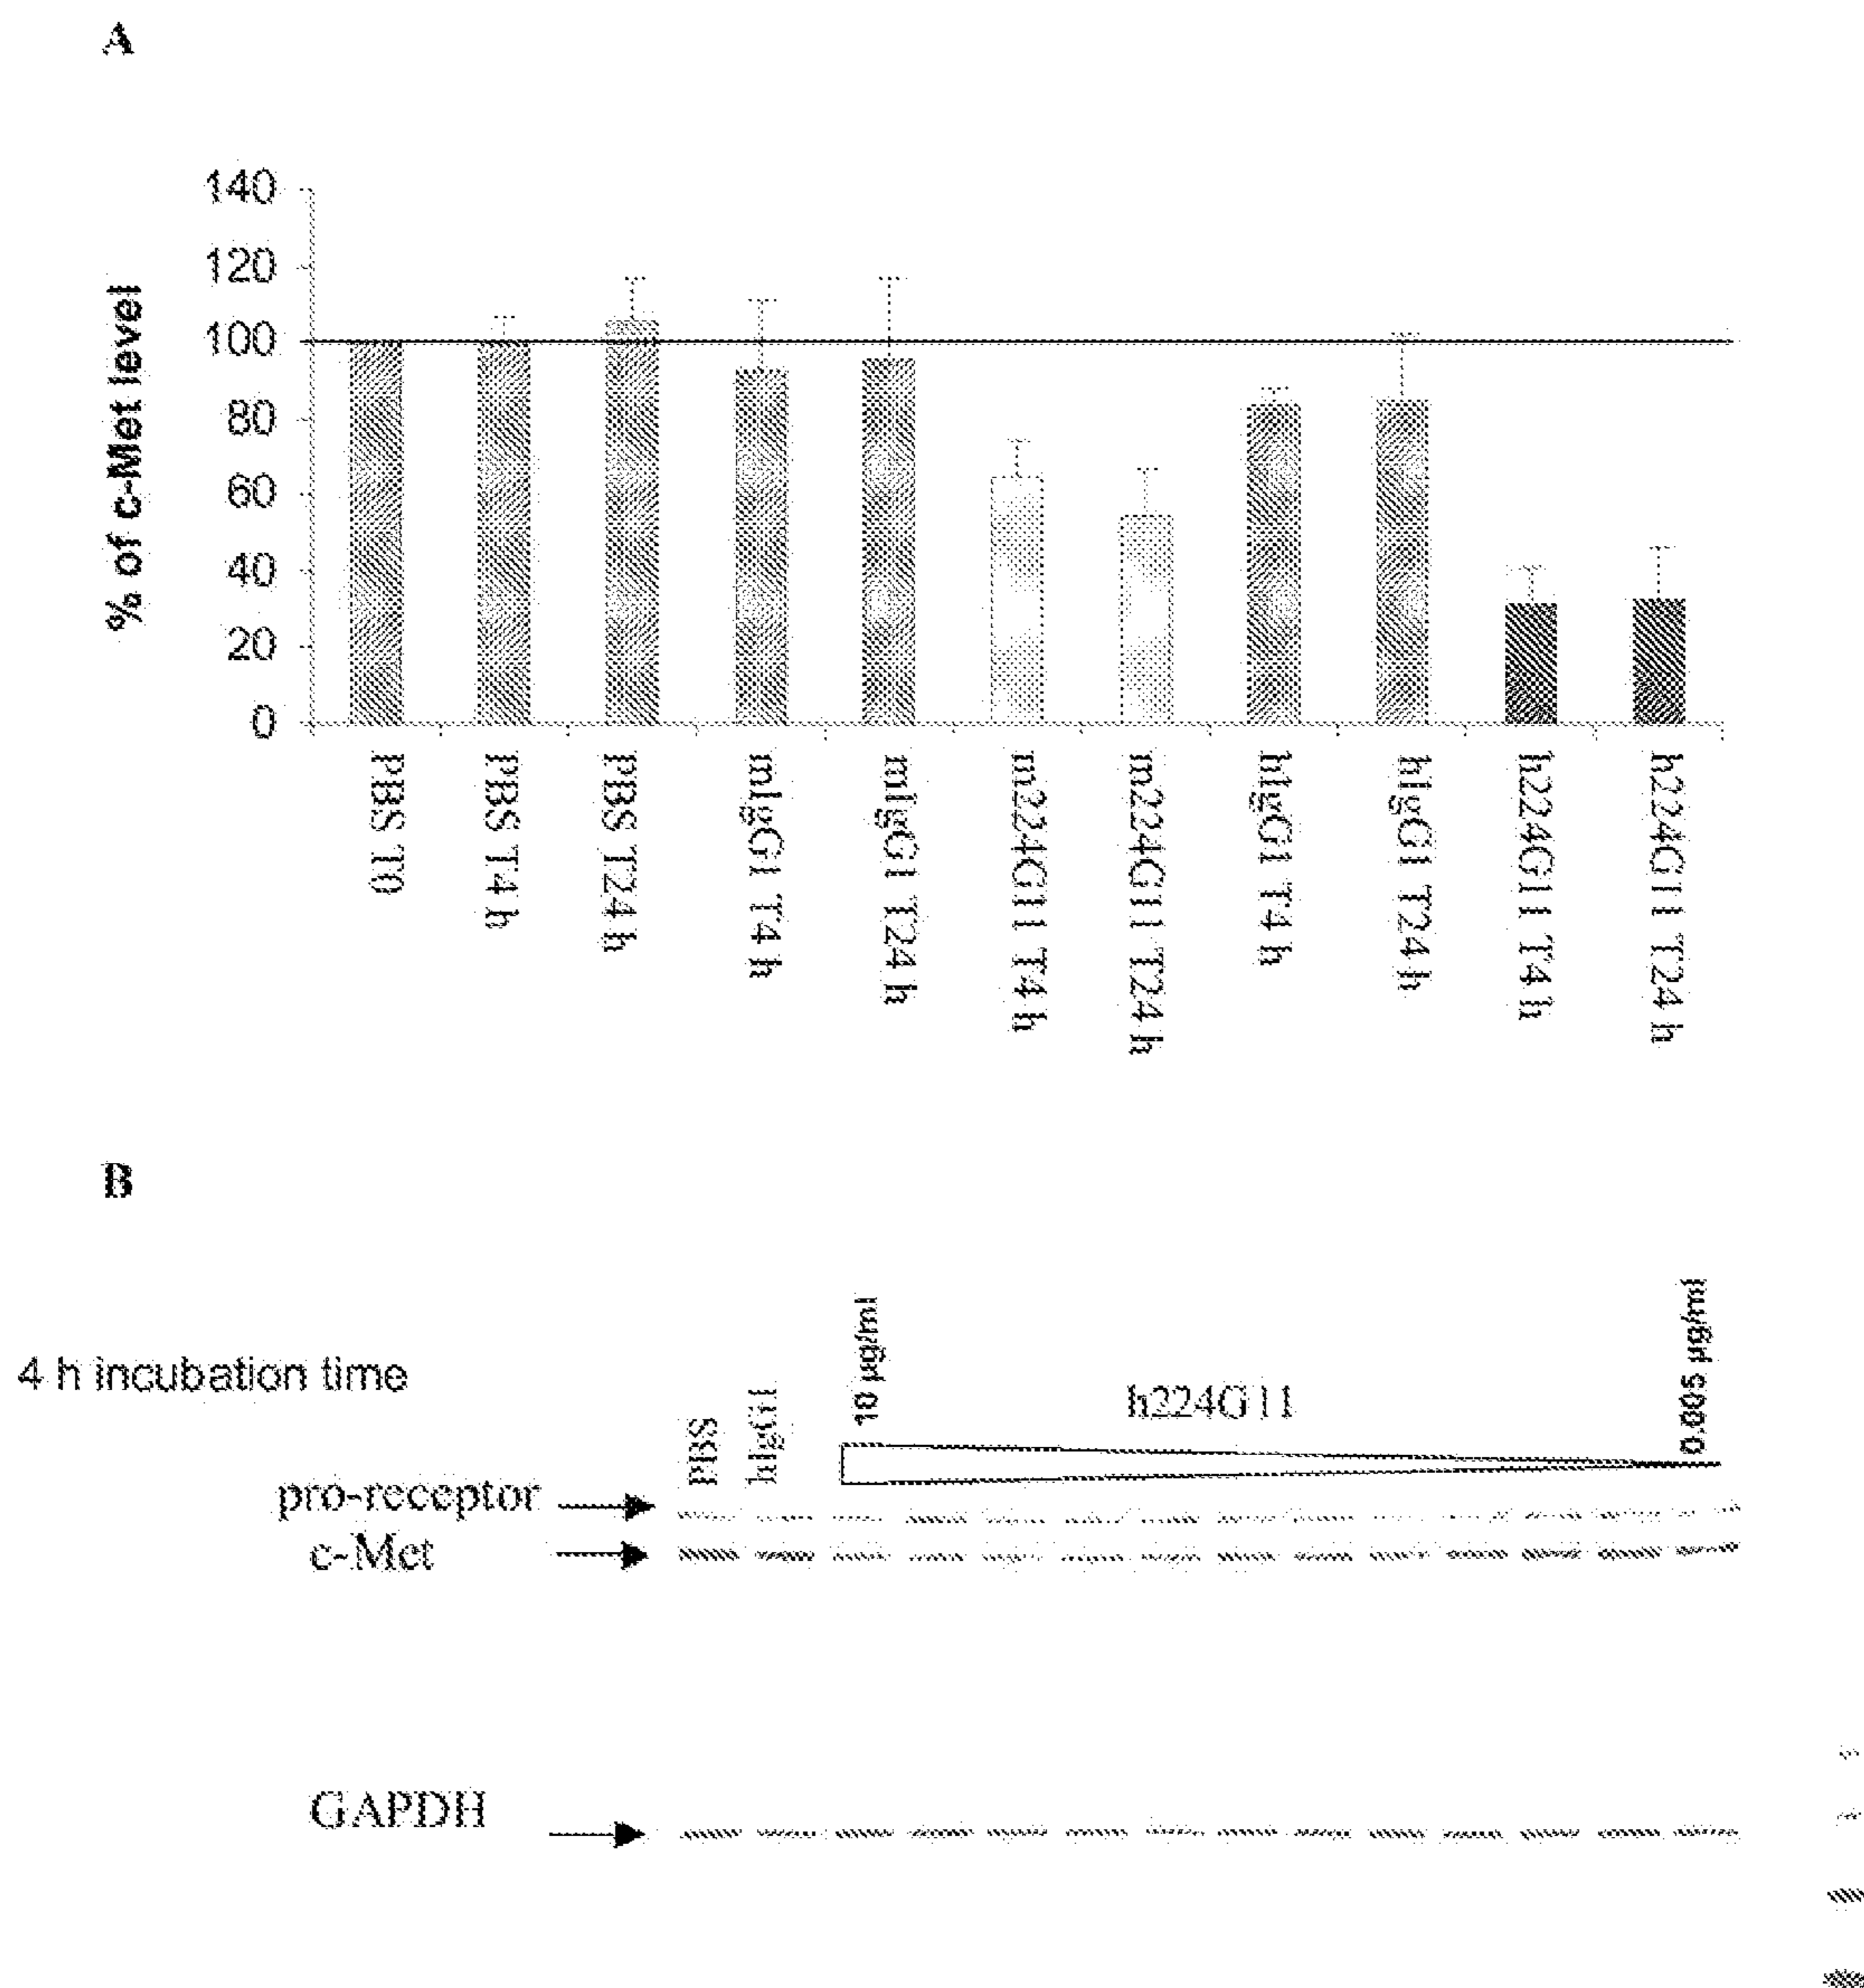 A
140
120
100
80
60
40
20
0
% of c-Met level
PBS T0
PBS T4 h
PBS T24 h
mIgG1 T4 h
mIgG1 T24 h
m224G11 T4 h
m224G11 T24 h
hIgG1 T4 h
hIgG1 T24 h
h224G11 T4 h
h224G11 T24 h
B
4 h incubation time
PBS
hIgG1
10 µg/ml
h224G11
0.005 µg/ml
pro-receptor
c-Met
GAPDH